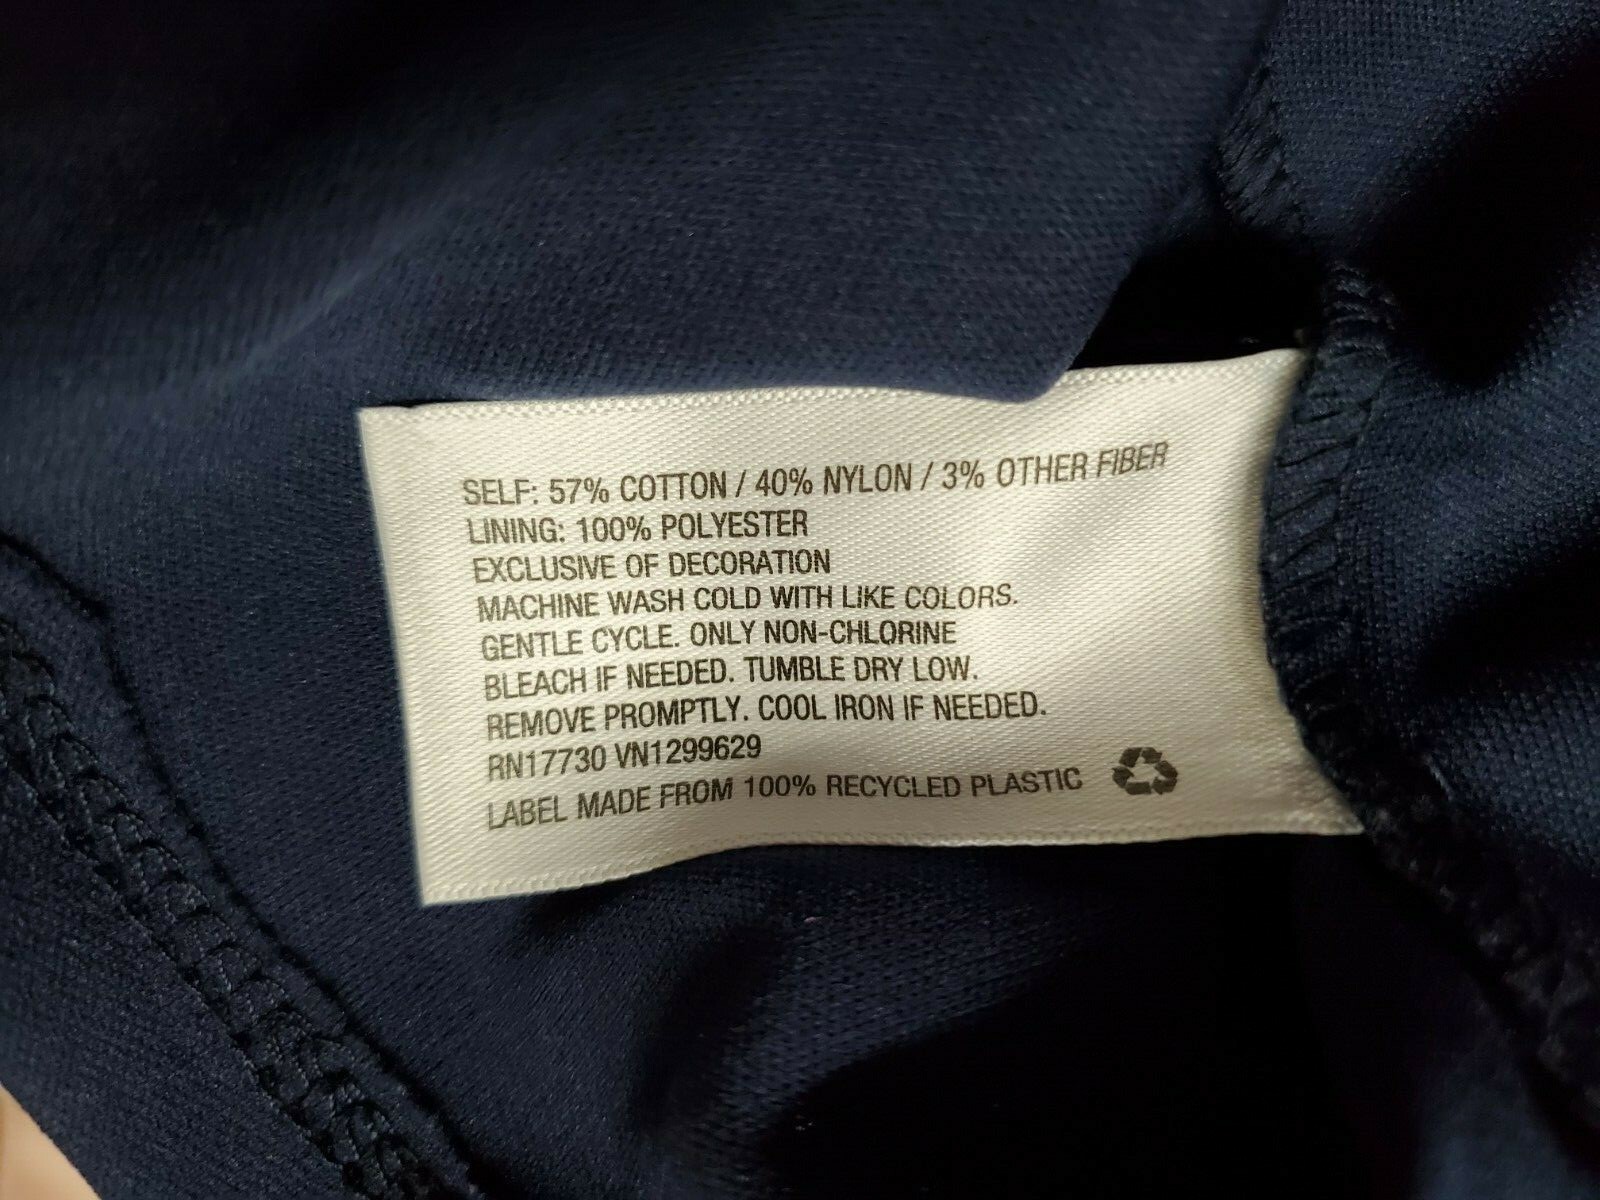 SELF: 57% COTTON / 40% NYLON / 3% OTHER FIBER
LINING: 100% POLYESTER
EXCLUSIVE OF DECORATION
MACHINE WASH COLD WITH LIKE COLORS.
GENTLE CYCLE. ONLY NON-CHLORINE
BLEACH IF NEEDED. TUMBLE DRY LOW.
REMOVE PROMPTLY. COOL IRON IF NEEDED.
RN17730 VN1299629
LABEL MADE FROM 100% RECYCLED PLASTIC